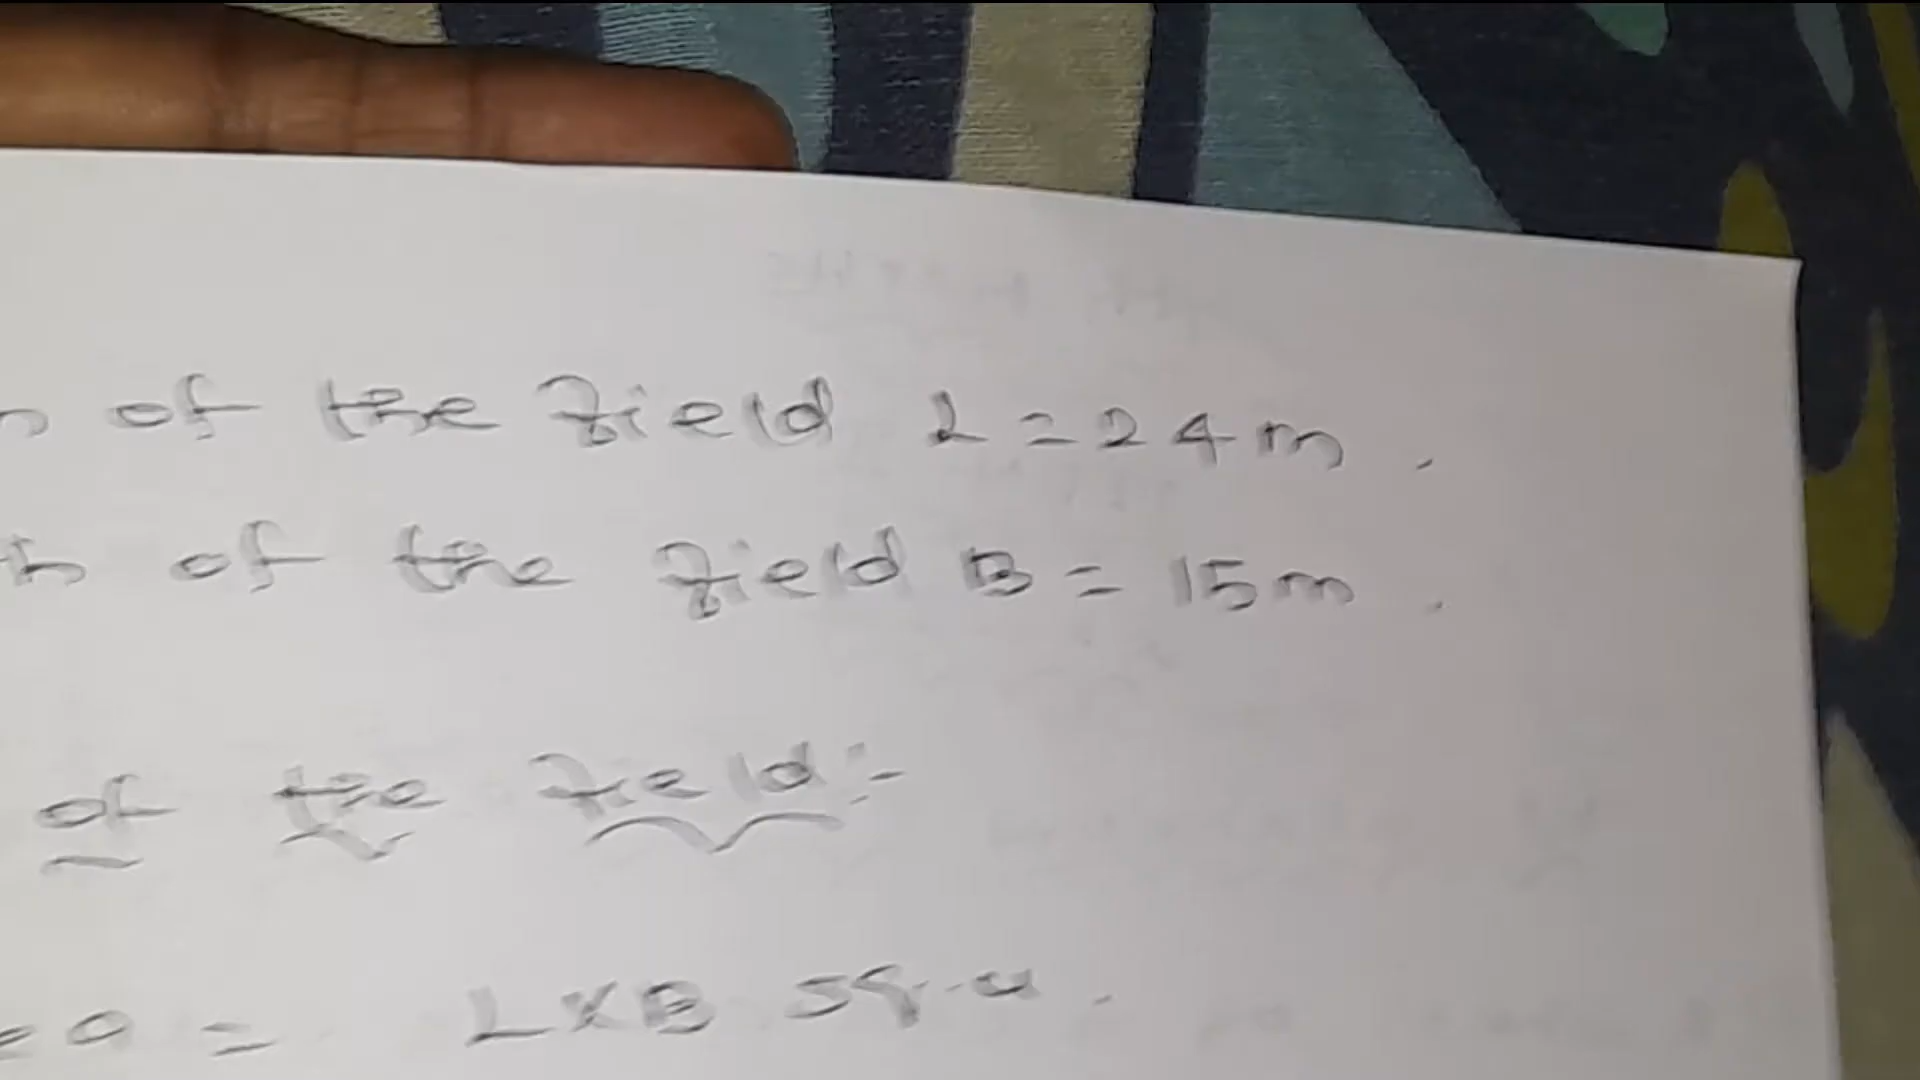 of the field L = 24 m.
of the field B = 15 m.
of the field :-
= L X B sq. u.